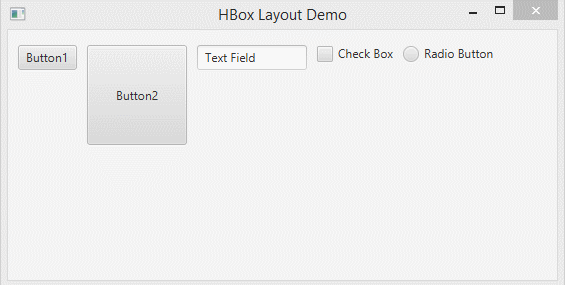 HBox Layout Demo
Button1
Button2
Text Field
Check Box
Radio Button